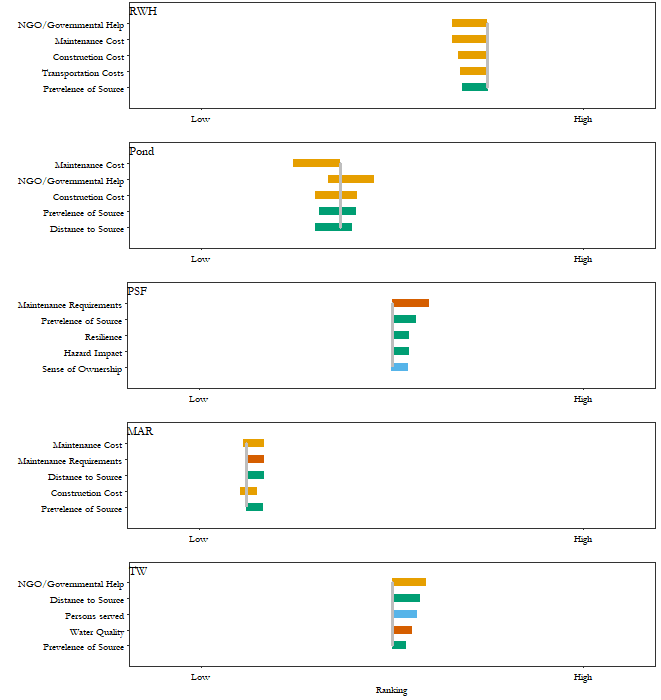 RWH
NGO/Governmental Help
Maintenance Cost
Construction Cost
Transportation Costs
Prevelence of Source
Low High
Pond
Maintenance Cost
NGO/Governmental Help
Construction Cost
Prevelence of Source
Distance to Source
Low High
PSF
Maintenance Requirements
Prevelence of Source
Resilience
Hazard Impact
Sense of Ownership
Low High
MAR
Maintenance Cost
Maintenance Requirements
Distance to Source
Construction Cost
Prevelence of Source
Low High
TW
NGO/Governmental Help
Distance to Source
Persons served
Water Quality
Prevelence of Source
Low High
Ranking